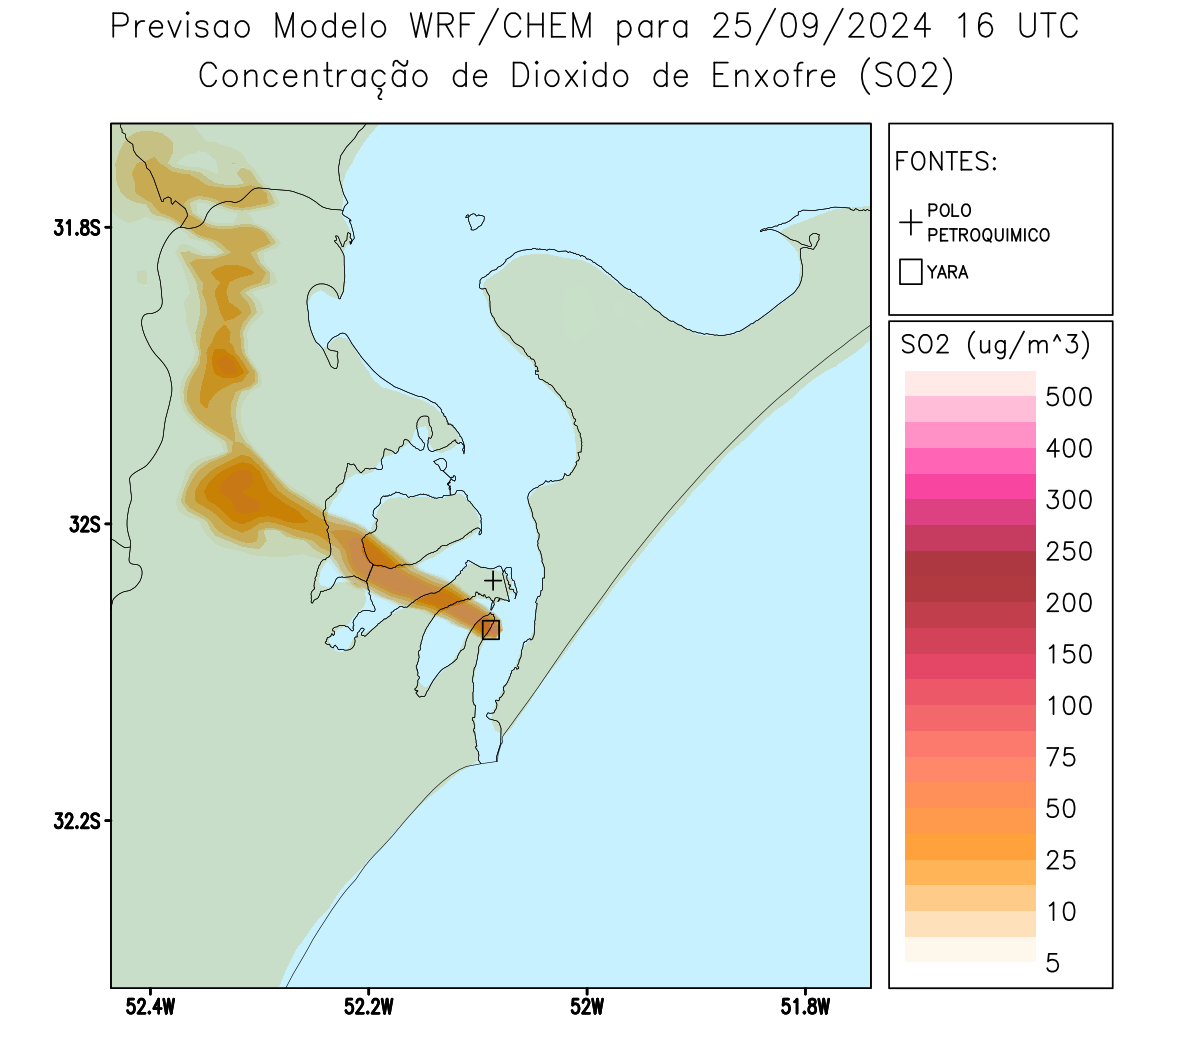 Previsao Modelo WRF/CHEM para 25/09/2024 16 UTC
Concentração de Dioxido de Enxofre (SO2)
FONTES:
POLO
PETROQUIMICO
YARA
SO2 (ug/m^3)
500
400
300
250
200
150
100
75
50
25
10
5
31.8S
32S
32.2S
52.4W
52.2W
52W
51.8W